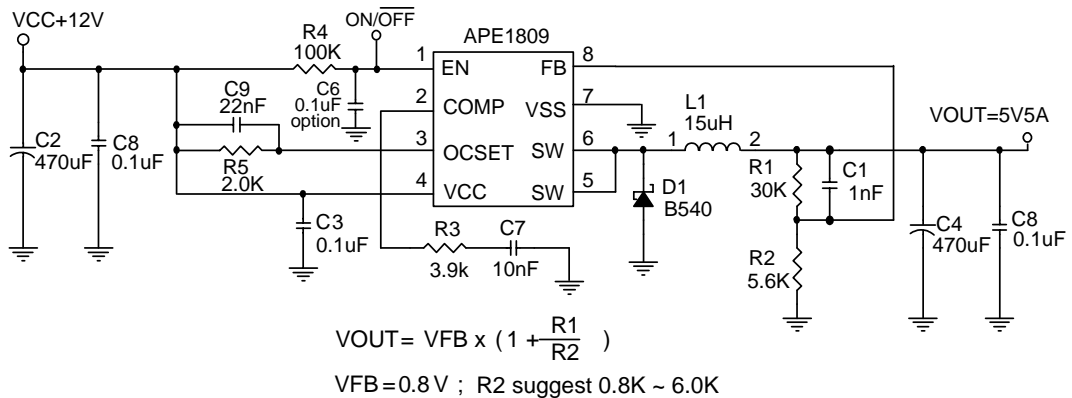 VCC+12V
ON/OFF
R4
100K
APE1809
1
EN
FB
8
C9
22nF
C6
0.1uF
option
2
COMP
VSS
7
L1
15uH
VOUT=5V5A
C2
470uF
C8
0.1uF
3
OCSET
SW
6
1
2
R5
2.0K
4
VCC
SW
5
D1
B540
R1
30K
C1
1nF
C3
0.1uF
R3
3.9k
C7
10nF
R2
5.6K
C4
470uF
C8
0.1uF
VOUT= VFB x ( 1 + R1
R2 )
VFB=0.8 V ; R2 suggest 0.8K ~ 6.0K